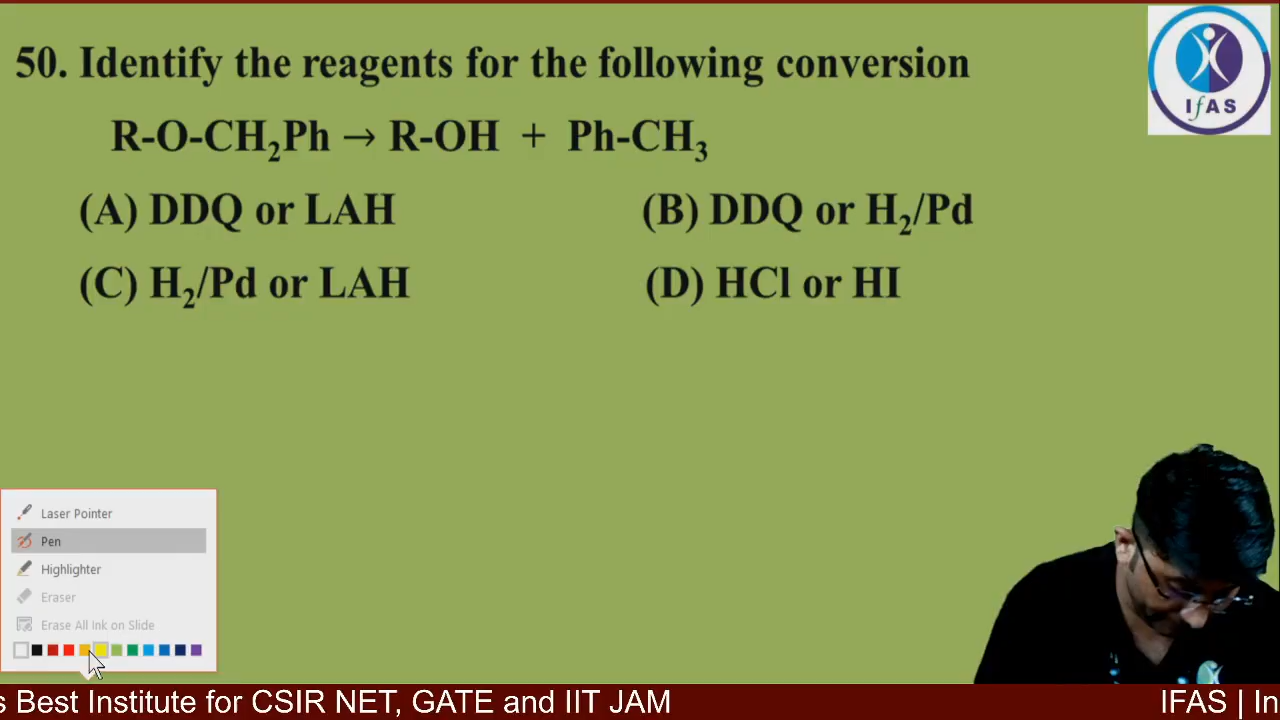 50. Identify the reagents for the following conversion
R-O-CH₂Ph → R-OH + Ph-CH₃
(A) DDQ or LAH (B) DDQ or H₂/Pd
(C) H₂/Pd or LAH (D) HCl or HI
IfAS
Laser Pointer
Pen
Highlighter
Eraser
Erase All Ink on Slide
s Best Institute for CSIR NET, GATE and IIT JAM IFAS | In